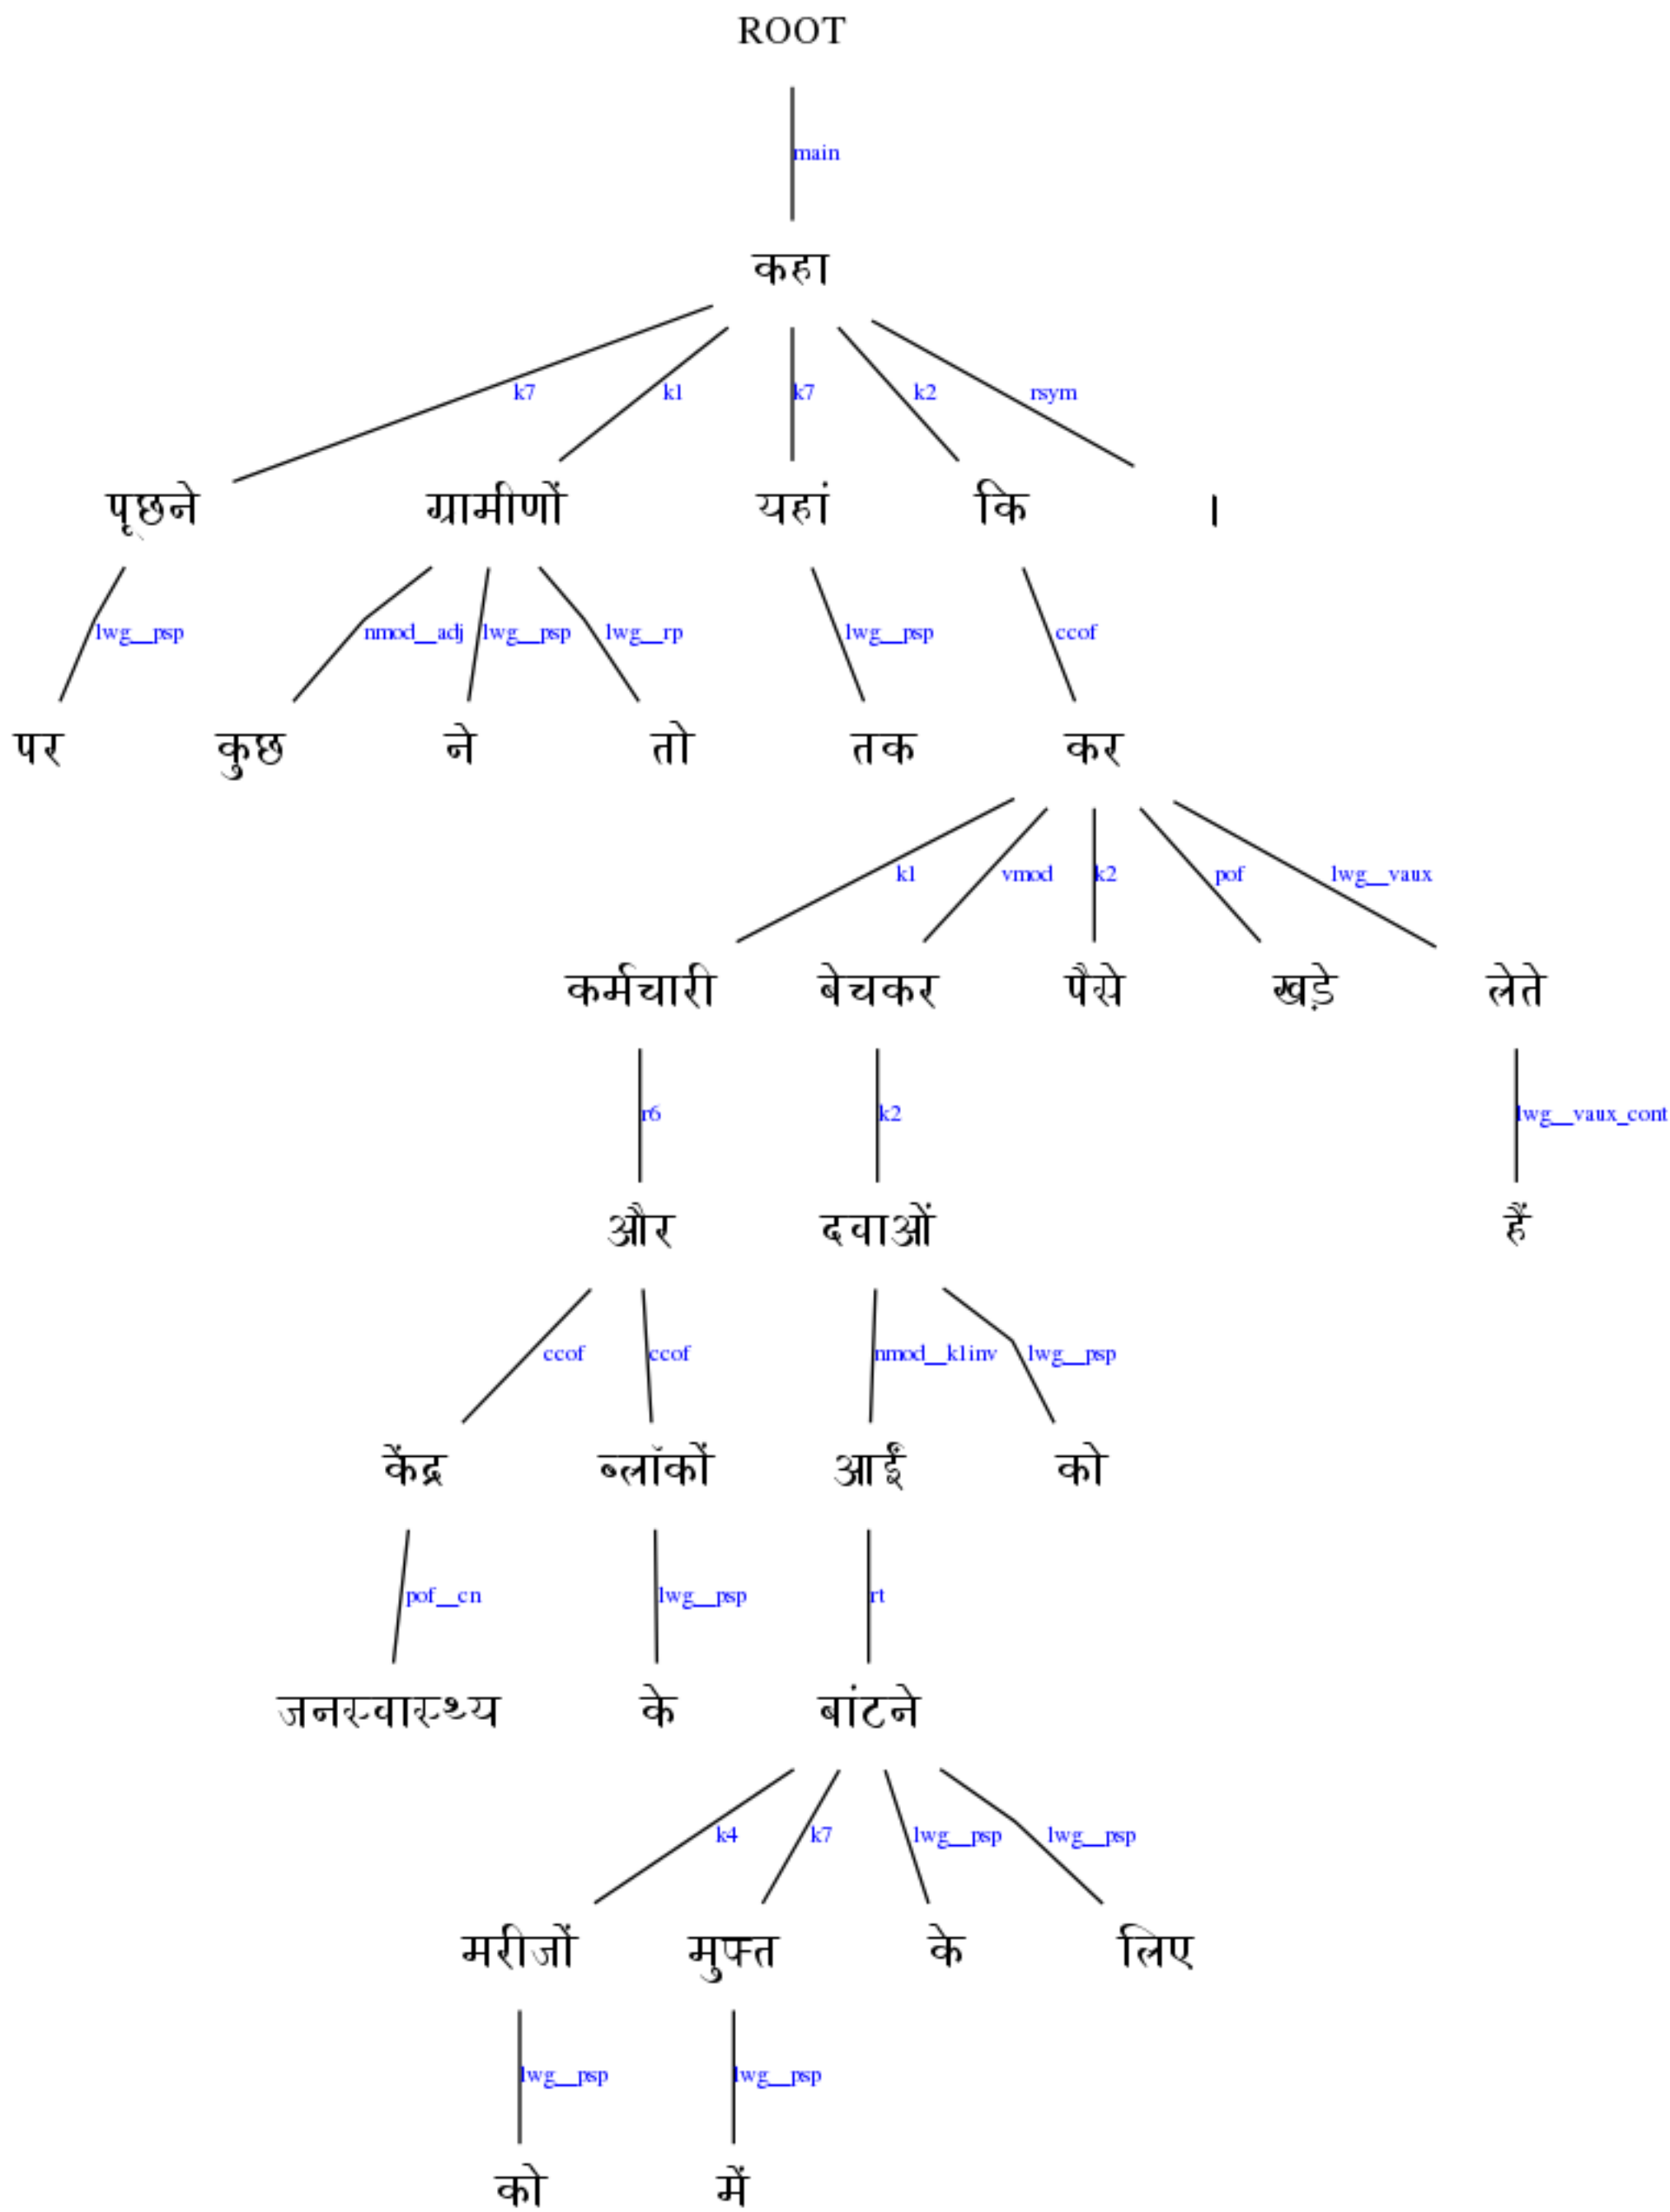 ROOT
main
कहा
k7 k1 k7 k2 rsym
पूछने ग्रामीणों यहां कि ।
lwg__psp nmod__adj lwg__psp lwg__rp lwg__psp ccof
पर कुछ ने तो तक कर
k1 vmod k2 pof lwg__vaux
कर्मचारी बेचकर पैसे खड़े लेते
r6 k2 lwg__vaux_cont
और दवाओं हैं
ccof ccof nmod__k1inv lwg__psp
केंद्र ब्लॉकों आईं को
pof__cn lwg__psp rt
जनस्वास्थ्य के बांटने
k4 k7 lwg__psp lwg__psp
मरीजों मुफ्त के लिए
lwg__psp lwg__psp
को में